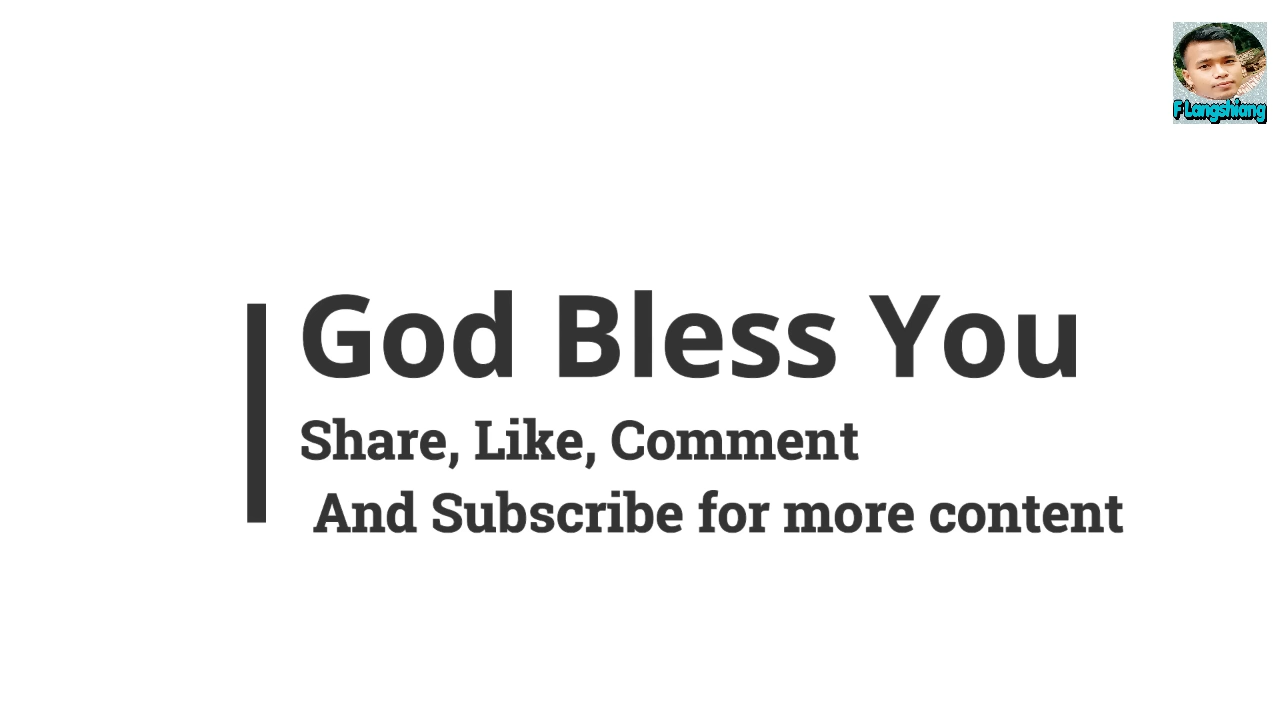 F Langshiang
God Bless You
Share, Like, Comment
And Subscribe for more content